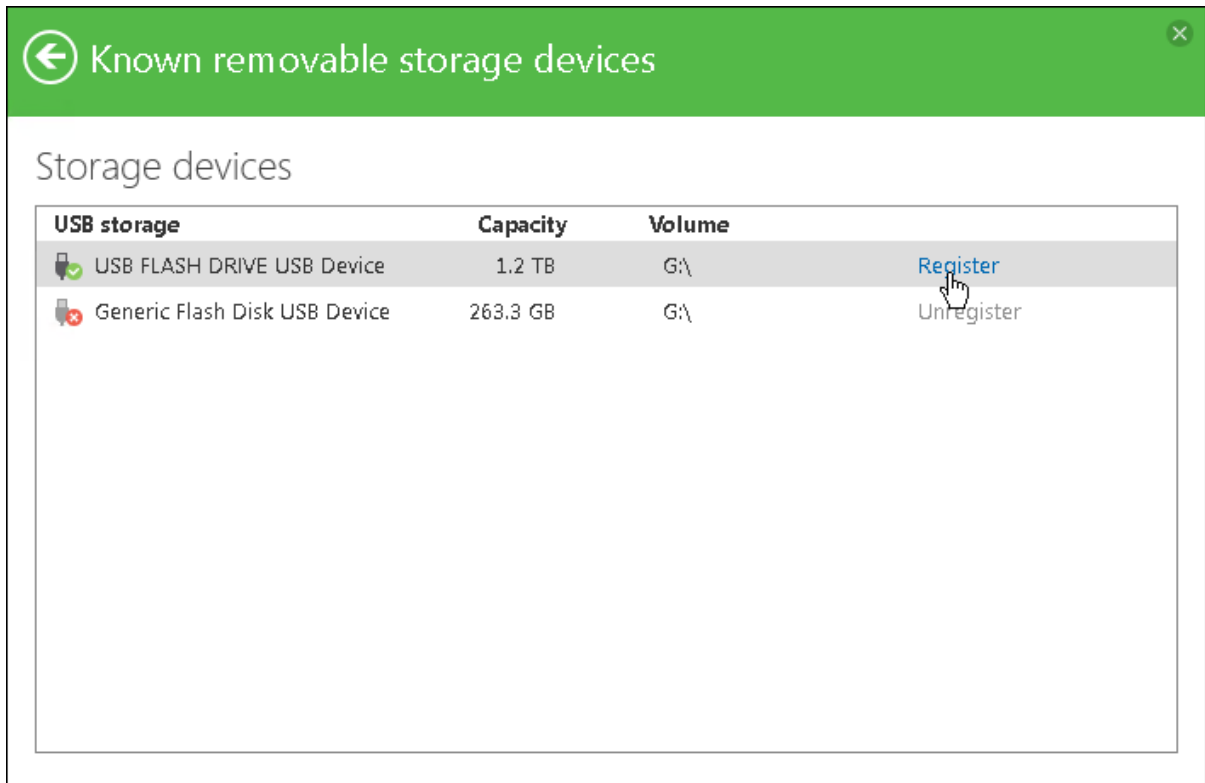 Known removable storage devices
Storage devices
USB storage Capacity Volume
USB FLASH DRIVE USB Device 1.2 TB G:\ Register
Generic Flash Disk USB Device 263.3 GB G:\ Unregister